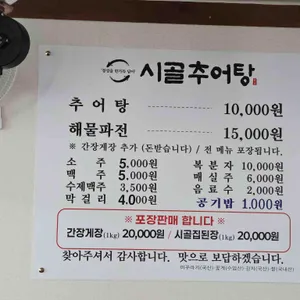 시골추어탕
추 어 탕 10,000원
해물파전 15,000원
※ 간장게장 추가 (돈받습니다) / 전 메뉴 포장됩니다.
소 주 5,000원 복 분 자 10,000원
맥 주 5,000원 매 실 주 6,000원
수제맥주 3,500원 음 료 수 2,000원
막 걸 리 4,000원 공기밥 1,000원
※ 포장판매 합니다 ※
간장게장(1kg) 20,000원 / 시골집된장(1kg) 20,000원
찾아주셔서 감사합니다. 맛으로 보답하겠습니다.